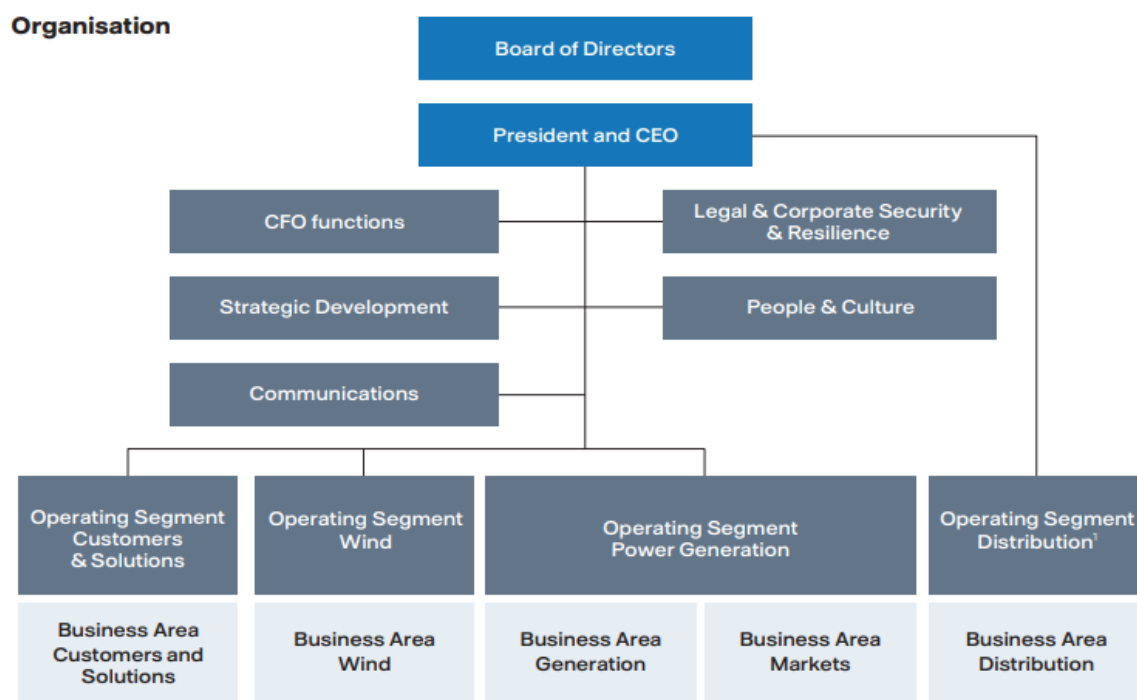 Organisation
Board of Directors
President and CEO
CFO functions
Legal & Corporate Security
& Resilience
Strategic Development
People & Culture
Communications
Operating Segment
Customers
& Solutions
Operating Segment
Wind
Operating Segment
Power Generation
Operating Segment
Distribution¹
Business Area
Customers and
Solutions
Business Area
Wind
Business Area
Generation
Business Area
Markets
Business Area
Distribution